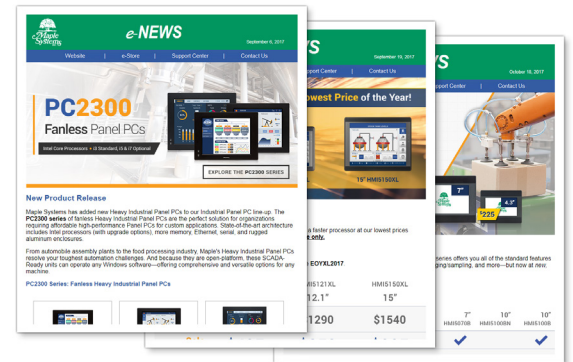 Maple Systems
e-NEWS
September 6, 2017
Website | e-Store | Support Center | Contact Us
PC2300
Fanless Panel PCs
Intel Core Processors • i3 Standard, i5 & i7 Optional
EXPLORE THE PC2300 SERIES
New Product Release
Maple Systems has added new Heavy Industrial Panel PCs to our Industrial Panel PC line-up. The
PC2300 series of fanless Heavy Industrial Panel PCs are the perfect solution for organizations
requiring affordable high-performance Panel PCs for custom applications. State-of-the-art architecture
includes Intel processors (with upgrade options), more memory, Ethernet, serial, and rugged
aluminum enclosures.
From automobile assembly plants to the food processing industry, Maple's Heavy Industrial Panel PCs
resolve your toughest automation challenges. And because they are open-platform, these SCADA-
Ready units can operate any Windows software—offering comprehensive and versatile options for any
machine.
PC2300 Series: Fanless Heavy Industrial Panel PCs
'S
September 19, 2017
pport Center | Contact Us
owest Price of the Year!
15" HMI5150XL
a faster processor at our lowest prices
e only.
EOYXL2017.
MI5121XL HMI5150XL
12.1" 15"
1290 $1540
'S
October 18, 2017
pport Center | Contact Us
7"
4.3"
$225
series offers you all of the standard features
ging/sampling, and more—but now at new,
7" 10" 10"
HMI5070B HMI5100BN HMI5100B